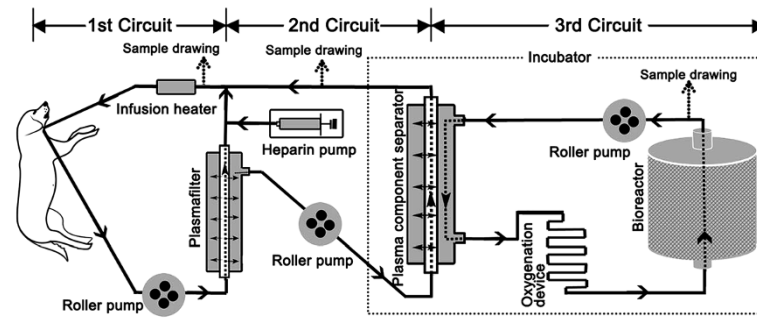 1st Circuit
2nd Circuit
3rd Circuit
Sample drawing
Sample drawing
Incubator
Sample drawing
Infusion heater
Heparin pump
Plasmafilter
Plasma component separator
Roller pump
Bioreactor
Roller pump
Oxygenation
device
Roller pump